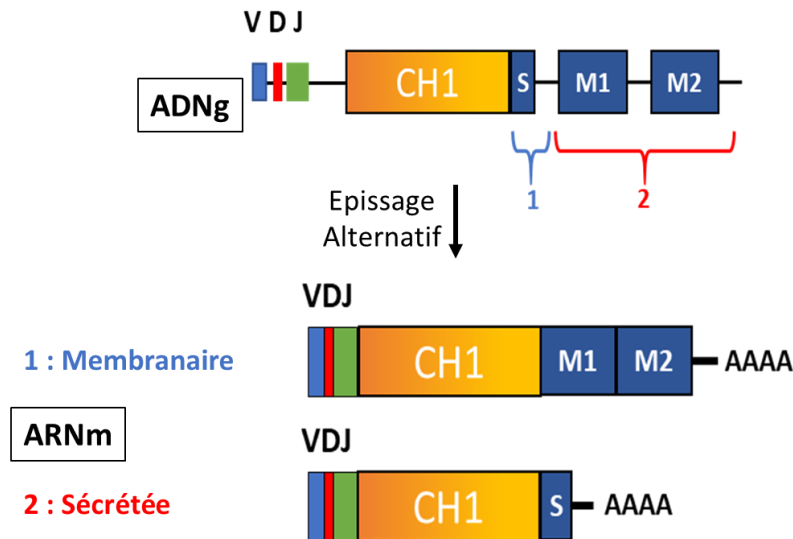 V D J
ADNg
CH1 S M1 M2
1 2
Epissage
Alternatif
VDJ
1 : Membranaire
CH1 M1 M2 AAAA
ARNm
VDJ
2 : Sécrétée
CH1 S AAAA